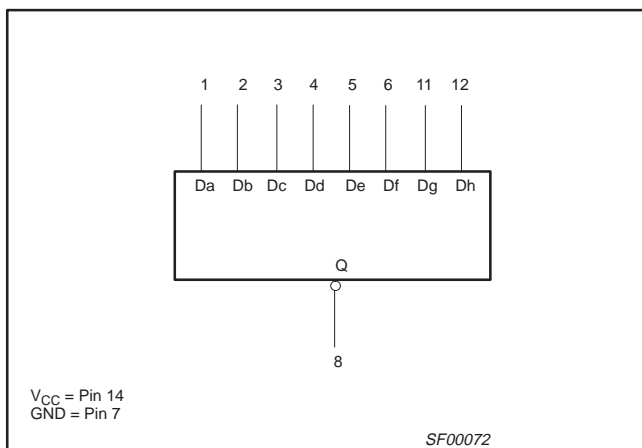 1 2 3 4 5 6 11 12
Da Db Dc Dd De Df Dg Dh
Q
8
VCC = Pin 14
GND = Pin 7
SF00072